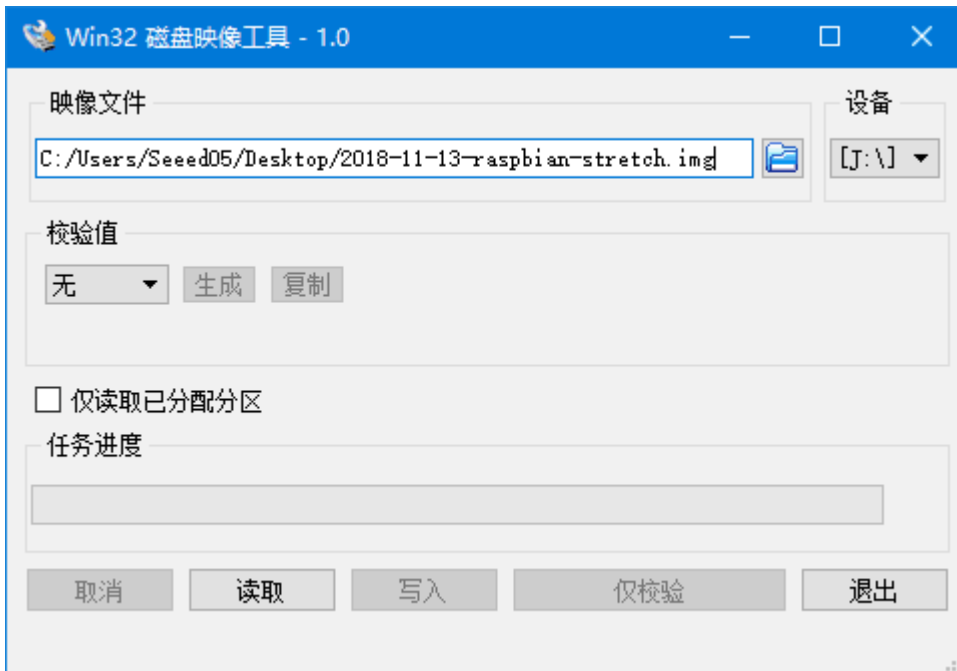 Win32 磁盘映像工具 - 1.0
映像文件
设备
C:/Users/Seeed05/Desktop/2018-11-13-raspbian-stretch.img
[J:\]
校验值
无
生成
复制
仅读取已分配分区
任务进度
取消
读取
写入
仅校验
退出